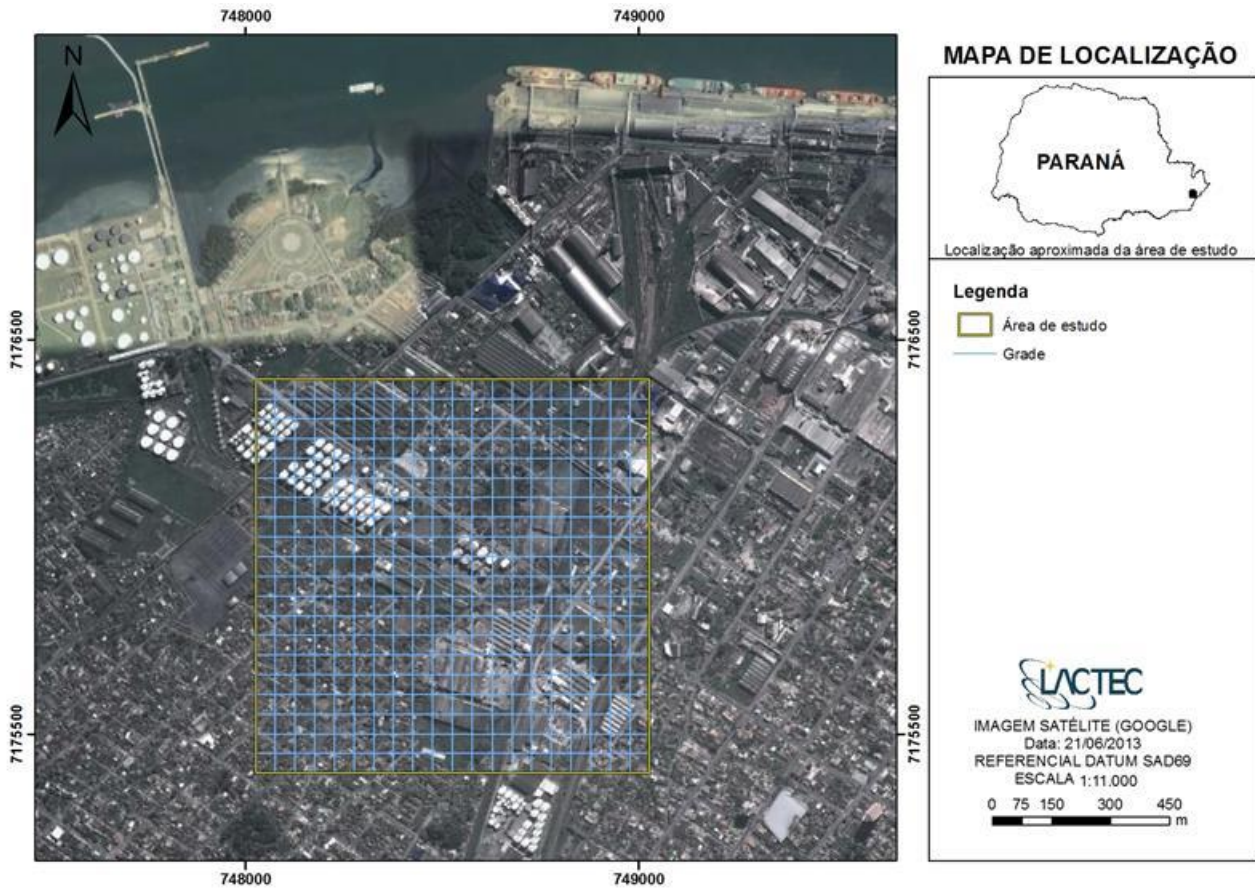 748000
749000
N
7176500
7175500
7176500
7175500
748000
749000
MAPA DE LOCALIZAÇÃO
PARANÁ
Localização aproximada da área de estudo
Legenda
Área de estudo
Grade
LACTEC
IMAGEM SATÉLITE (GOOGLE)
Data: 21/06/2013
REFERENCIAL DATUM SAD69
ESCALA 1:11.000
0 75 150 300 450
m